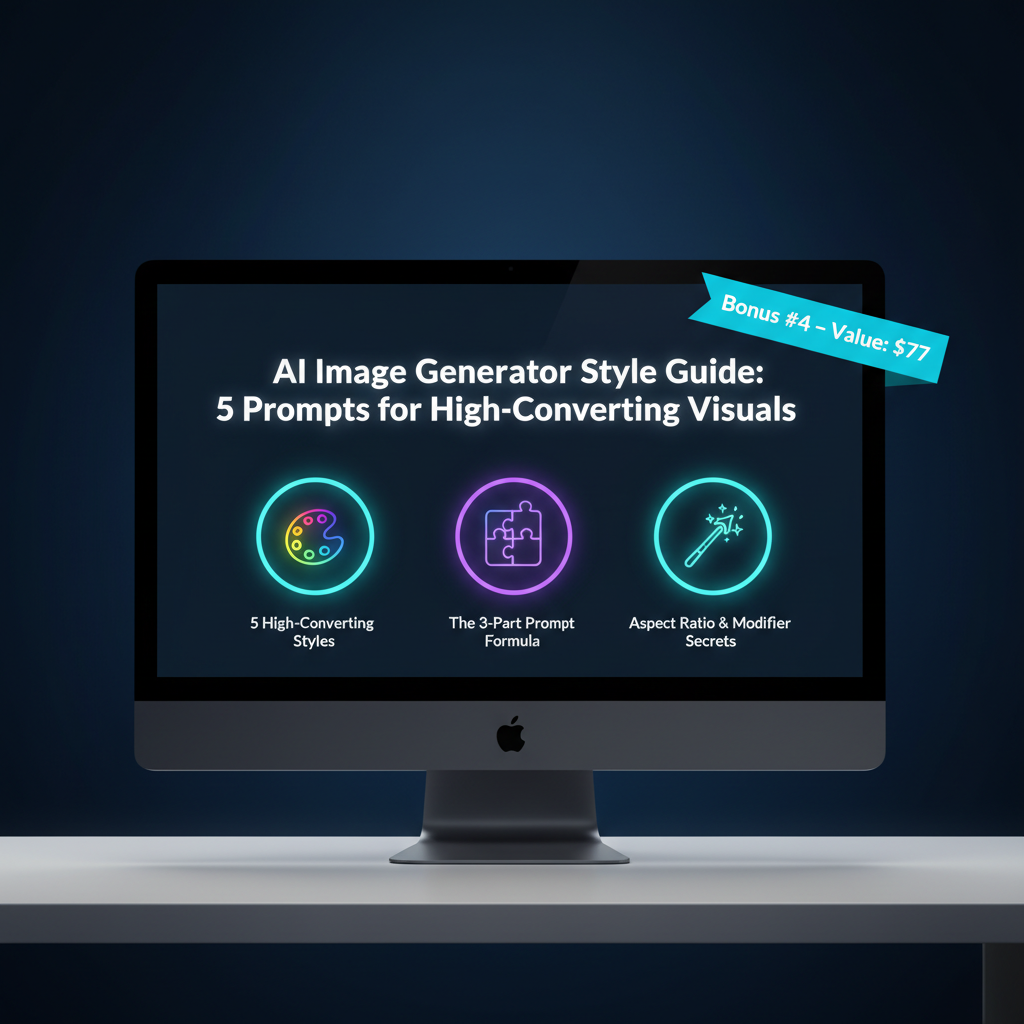 Bonus #4 – Value: $77
AI Image Generator Style Guide:
5 Prompts for High-Converting Visuals
5 High-Converting
Styles
The 3-Part Prompt
Formula
Aspect Ratio & Modifier
Secrets